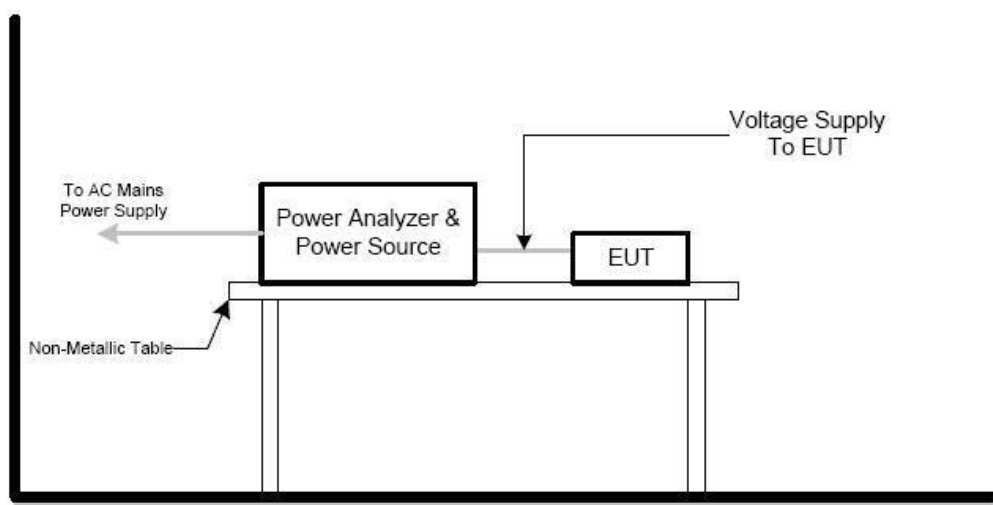 Voltage Supply
To EUT
To AC Mains
Power Supply
Power Analyzer &
Power Source
EUT
Non-Metallic Table